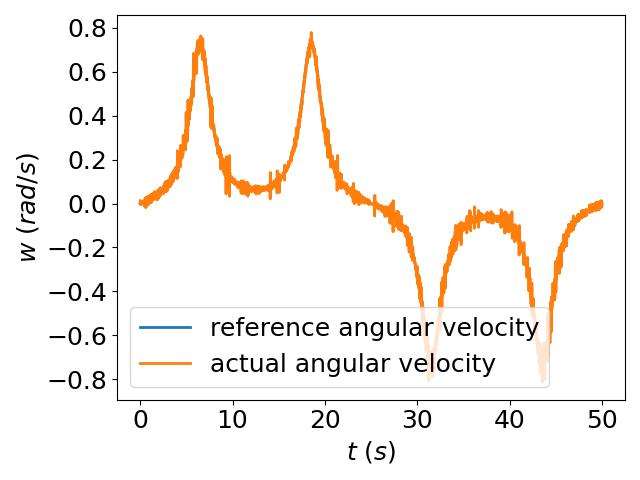 0.8
0.6
0.4
0.2
0.0
−0.2
−0.4
−0.6
−0.8
w (rad/s)
reference angular velocity
actual angular velocity
0 10 20 30 40 50
t (s)